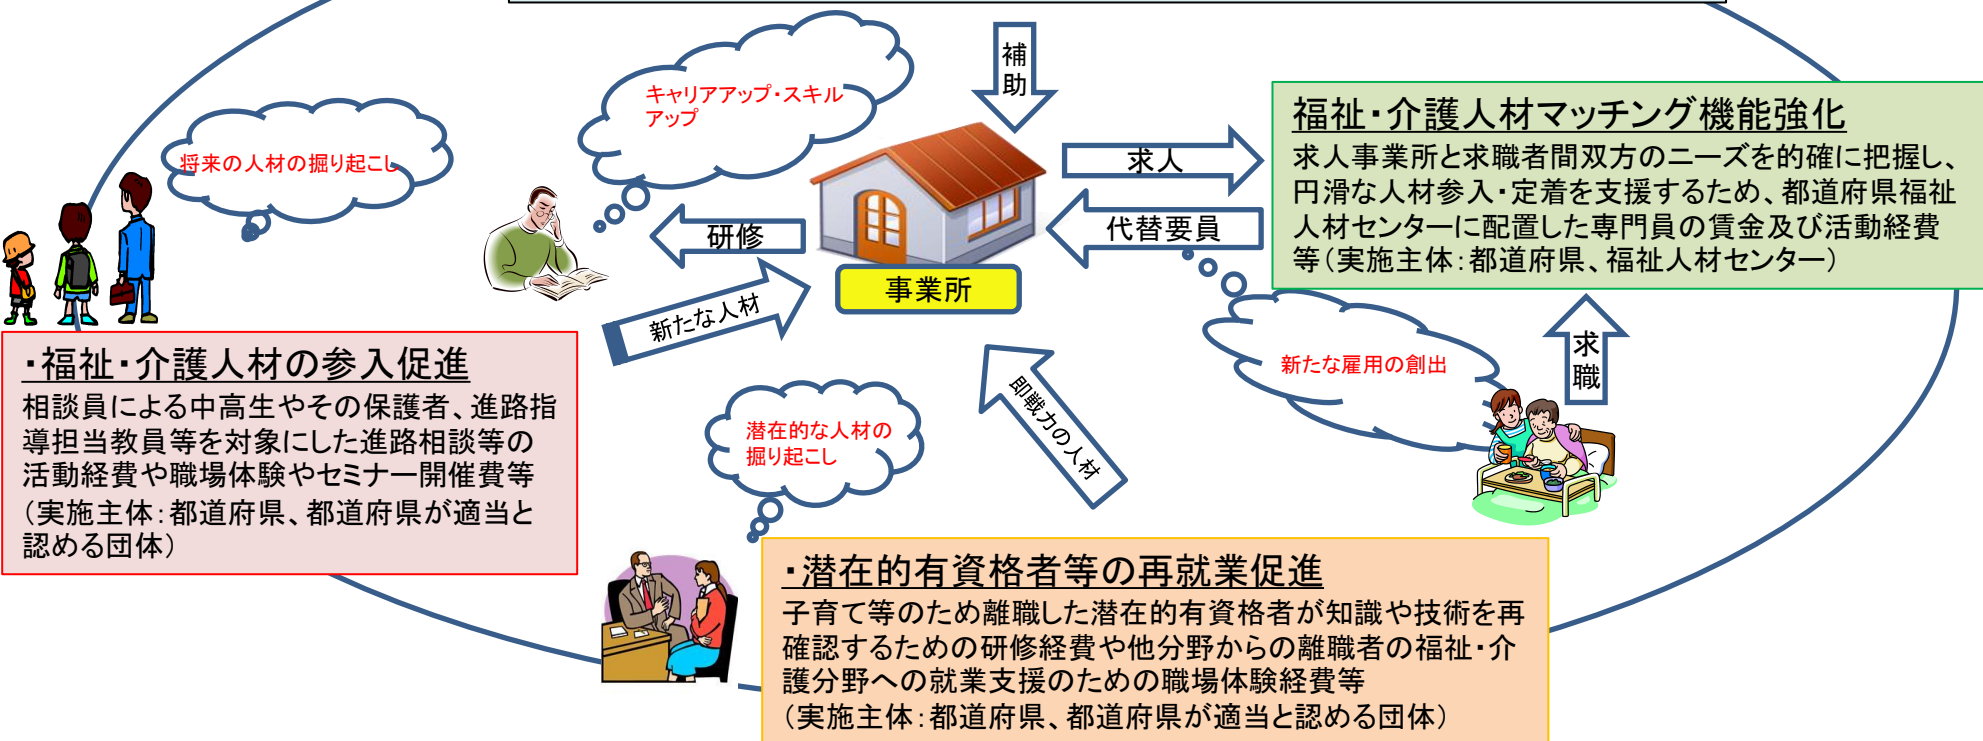 補
助
キャリアアップ・スキル
アップ
将来の人材の掘り起こし
求人
代替要員
研修
事業所
新たな人材
福祉・介護人材マッチング機能強化
求人事業所と求職者間双方のニーズを的確に把握し、
円滑な人材参入・定着を支援するため、都道府県福祉
人材センターに配置した専門員の賃金及び活動経費
等（実施主体：都道府県、福祉人材センター）
・福祉・介護人材の参入促進
相談員による中高生やその保護者、進路指
導担当教員等を対象にした進路相談等の
活動経費や職場体験やセミナー開催費等
（実施主体：都道府県、都道府県が適当と
認める団体）
新たな雇用の創出
求
職
即戦力の人材
潜在的な人材の
掘り起こし
・潜在的有資格者等の再就業促進
子育て等のため離職した潜在的有資格者が知識や技術を再
確認するための研修経費や他分野からの離職者の福祉・介
護分野への就業支援のための職場体験経費等
（実施主体：都道府県、都道府県が適当と認める団体）